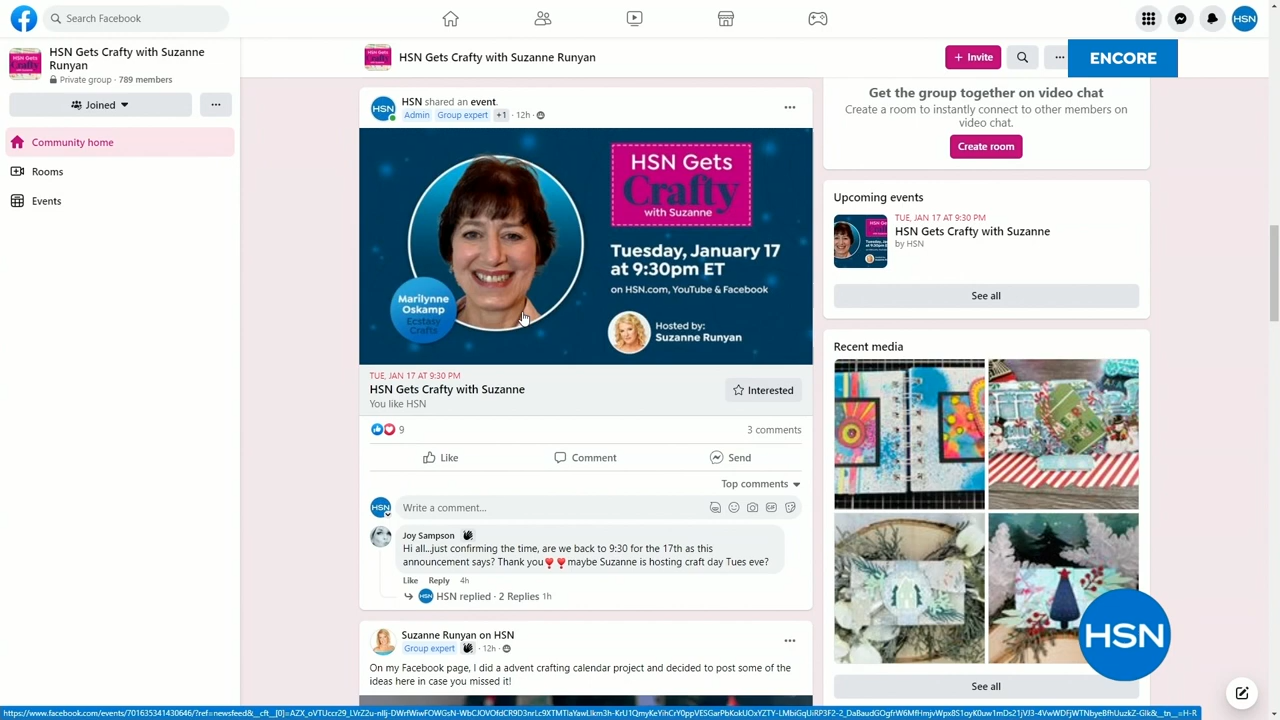 Search Facebook
HSN
HSN Gets Crafty with Suzanne
Runyan
Private group · 789 members
Joined
Community home
Rooms
Events
HSN Gets Crafty with Suzanne Runyan
+ Invite
ENCORE
HSN
HSN shared an event.
Admin Group expert +1 · 12h ·
HSN Gets
Crafty
with Suzanne
Tuesday, January 17
at 9:30pm ET
on HSN.com, YouTube & Facebook
Marilynne
Oskamp
Ecstasy
Crafts
Hosted by:
Suzanne Runyan
TUE, JAN 17 AT 9:30 PM
HSN Gets Crafty with Suzanne
You like HSN
Interested
9
3 comments
Like
Comment
Send
Top comments
HSN
Write a comment...
Joy Sampson
Hi all...just confirming the time, are we back to 9:30 for the 17th as this
announcement says? Thank you❣❣maybe Suzanne is hosting craft day Tues eve?
Like Reply 4h
HSN replied · 2 Replies 1h
Suzanne Runyan on HSN
Group expert · 12h ·
On my Facebook page, I did a advent crafting calendar project and decided to post some of the
ideas here in case you missed it!
Get the group together on video chat
Create a room to instantly connect to other members on
video chat.
Create room
Upcoming events
TUE, JAN 17 AT 9:30 PM
HSN Gets Crafty with Suzanne
by HSN
See all
Recent media
HSN
See all